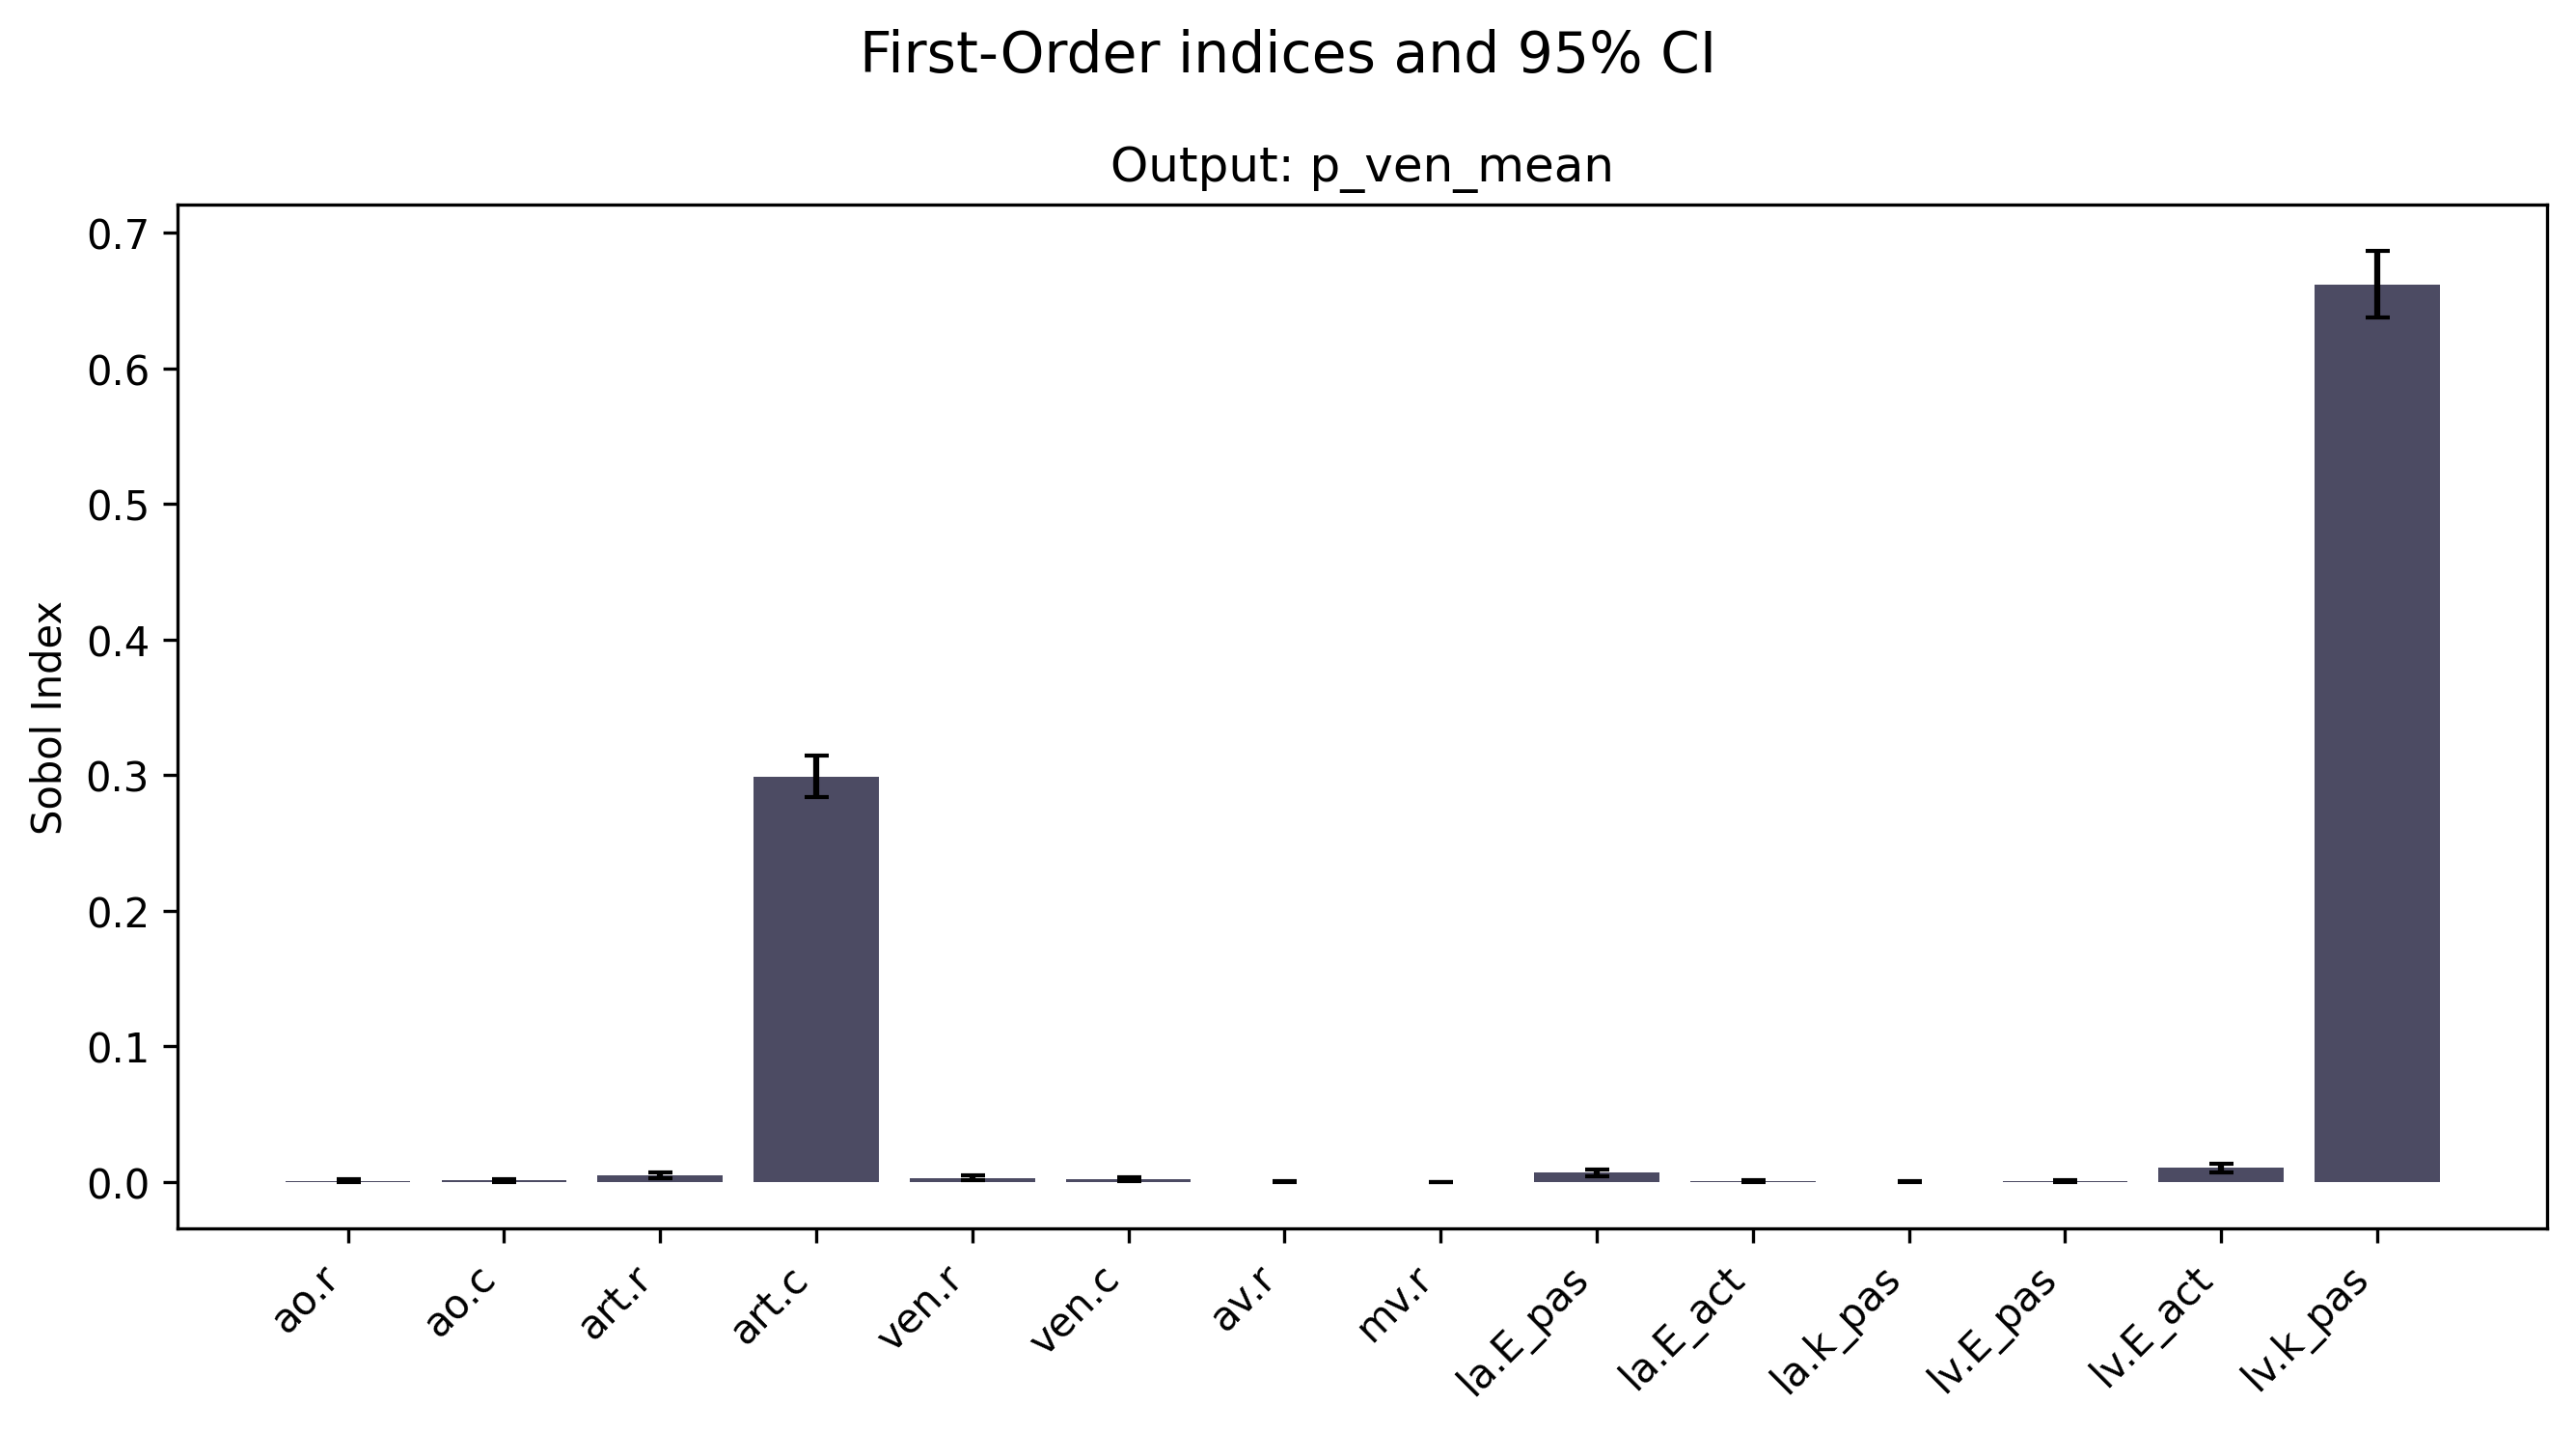 First-Order indices and 95% CI
Output: p_ven_mean
Sobol Index
0.7
0.6
0.5
0.4
0.3
0.2
0.1
0.0
ao.r
ao.c
art.r
art.c
ven.r
ven.c
av.r
mv.r
la.E_pas
la.E_act
la.k_pas
lv.E_pas
lv.E_act
lv.k_pas